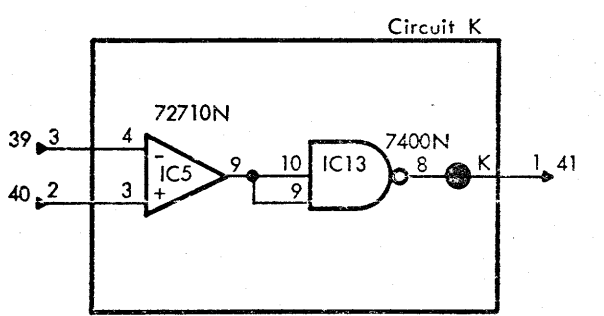 Circuit K
72710N
7400N
39 3 4 - IC5 9 10 IC13 8 K 1 41
40 2 3 + 9